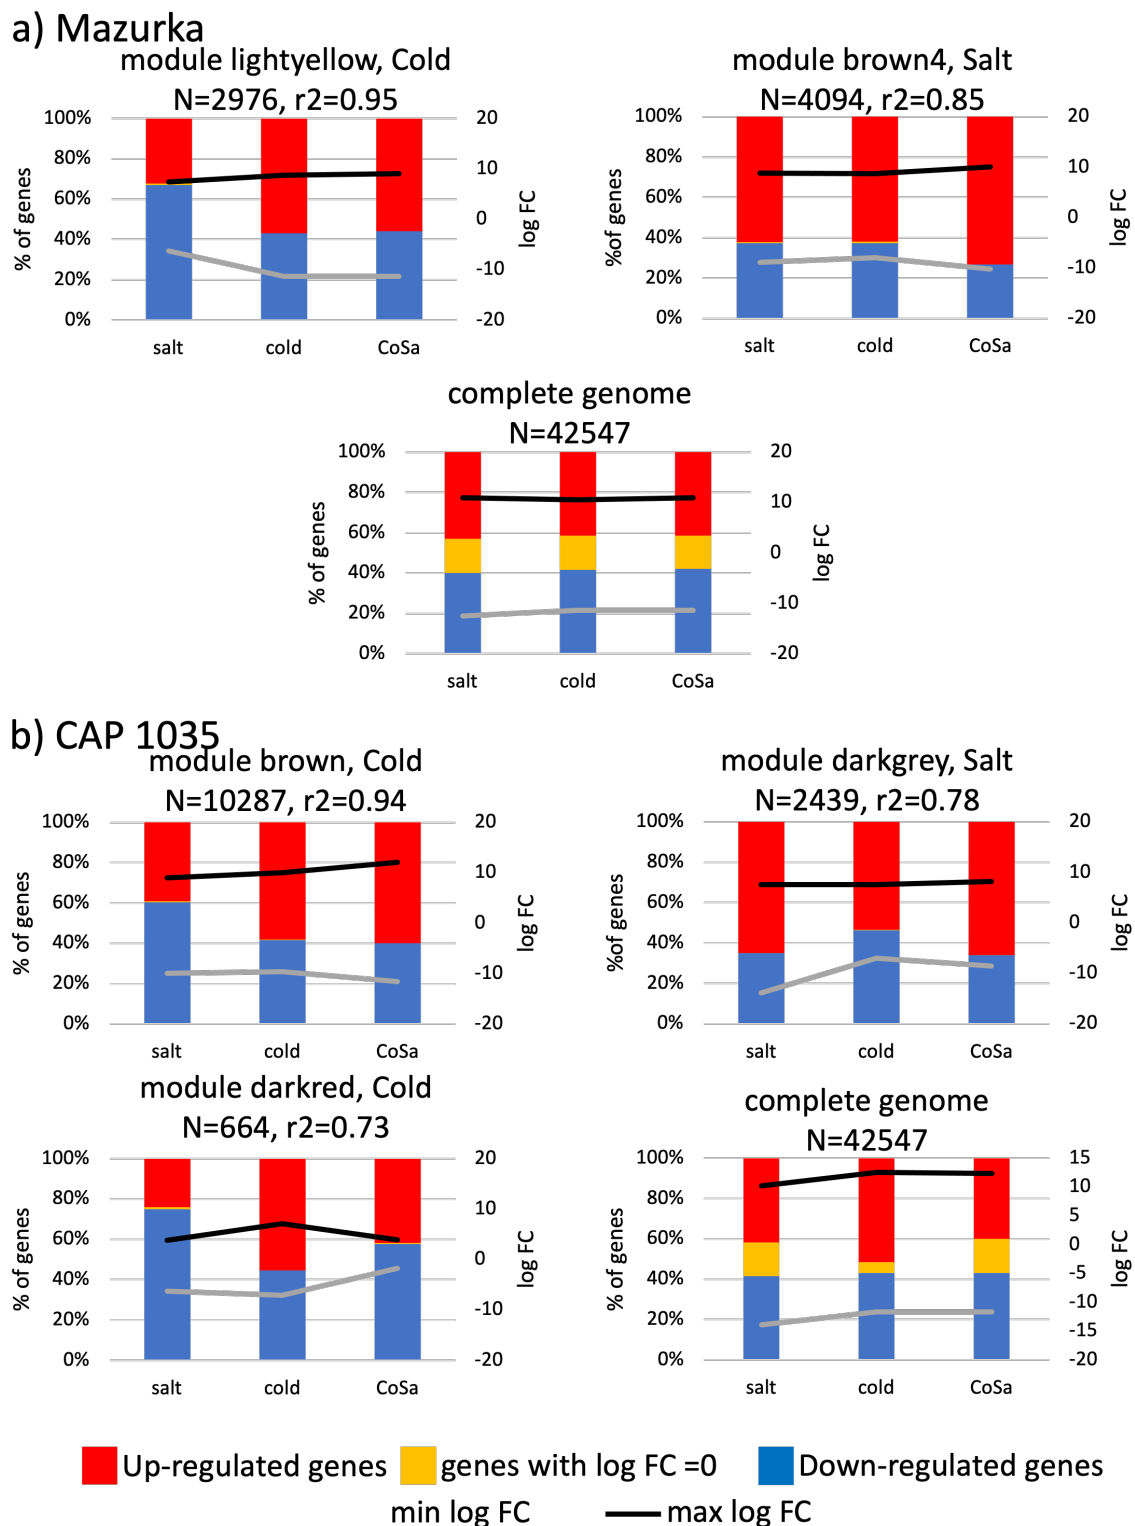 a) Mazurka
module lightyellow, Cold
N=2976, r2=0.95
100%
80%
60%
40%
20%
0%
% of genes
20
10
0
-10
-20
log FC
salt cold CoSa
module brown4, Salt
N=4094, r2=0.85
100%
80%
60%
40%
20%
0%
%of genes
20
10
0
-10
-20
log FC
salt cold CoSa
complete genome
N=42547
100%
80%
60%
40%
20%
0%
% of genes
20
10
0
-10
-20
log FC
salt cold CoSa
b) CAP 1035
module brown, Cold
N=10287, r2=0.94
100%
80%
60%
40%
20%
0%
% of genes
20
10
0
-10
-20
log FC
salt cold CoSa
module darkgrey, Salt
N=2439, r2=0.78
100%
80%
60%
40%
20%
0%
%of genes
20
10
0
-10
-20
log FC
salt cold CoSa
module darkred, Cold
N=664, r2=0.73
100%
80%
60%
40%
20%
0%
% of genes
20
10
0
-10
-20
log FC
salt cold CoSa
complete genome
N=42547
100%
80%
60%
40%
20%
0%
% of genes
15
10
5
0
-5
-10
-15
-20
log FC
salt cold CoSa
Up-regulated genes genes with log FC =0 Down-regulated genes
min log FC max log FC